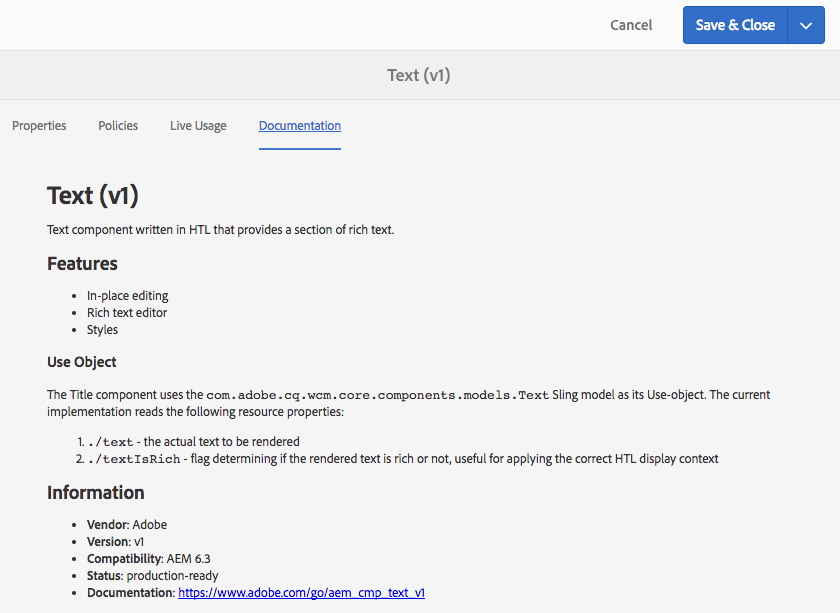 Cancel
Save & Close
Text (v1)
Properties Policies Live Usage Documentation
Text (v1)
Text component written in HTL that provides a section of rich text.
Features
• In-place editing
• Rich text editor
• Styles
Use Object
The Title component uses the com.adobe.cq.wcm.core.components.models.Text Sling model as its Use-object. The current
implementation reads the following resource properties:
1. ./text - the actual text to be rendered
2. ./textIsRich - flag determining if the rendered text is rich or not, useful for applying the correct HTL display context
Information
• Vendor: Adobe
• Version: v1
• Compatibility: AEM 6.3
• Status: production-ready
• Documentation: https://www.adobe.com/go/aem_cmp_text_v1